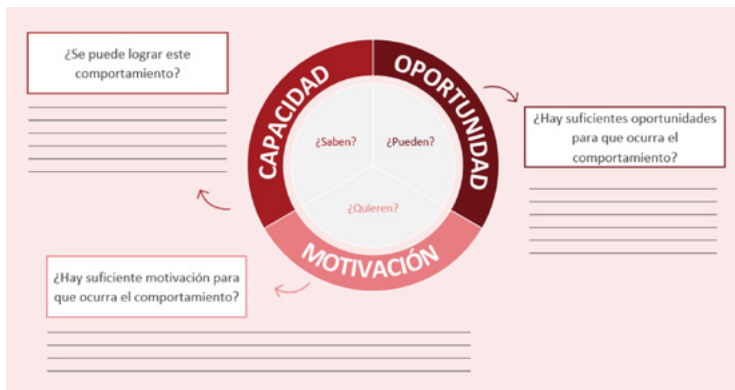 ¿Se puede lograr este
comportamiento?
CAPACIDAD
OPORTUNIDAD
¿Saben?
¿Pueden?
¿Quieren?
MOTIVACIÓN
¿Hay suficientes oportunidades
para que ocurra el
comportamiento?
¿Hay suficiente motivación para
que ocurra el comportamiento?